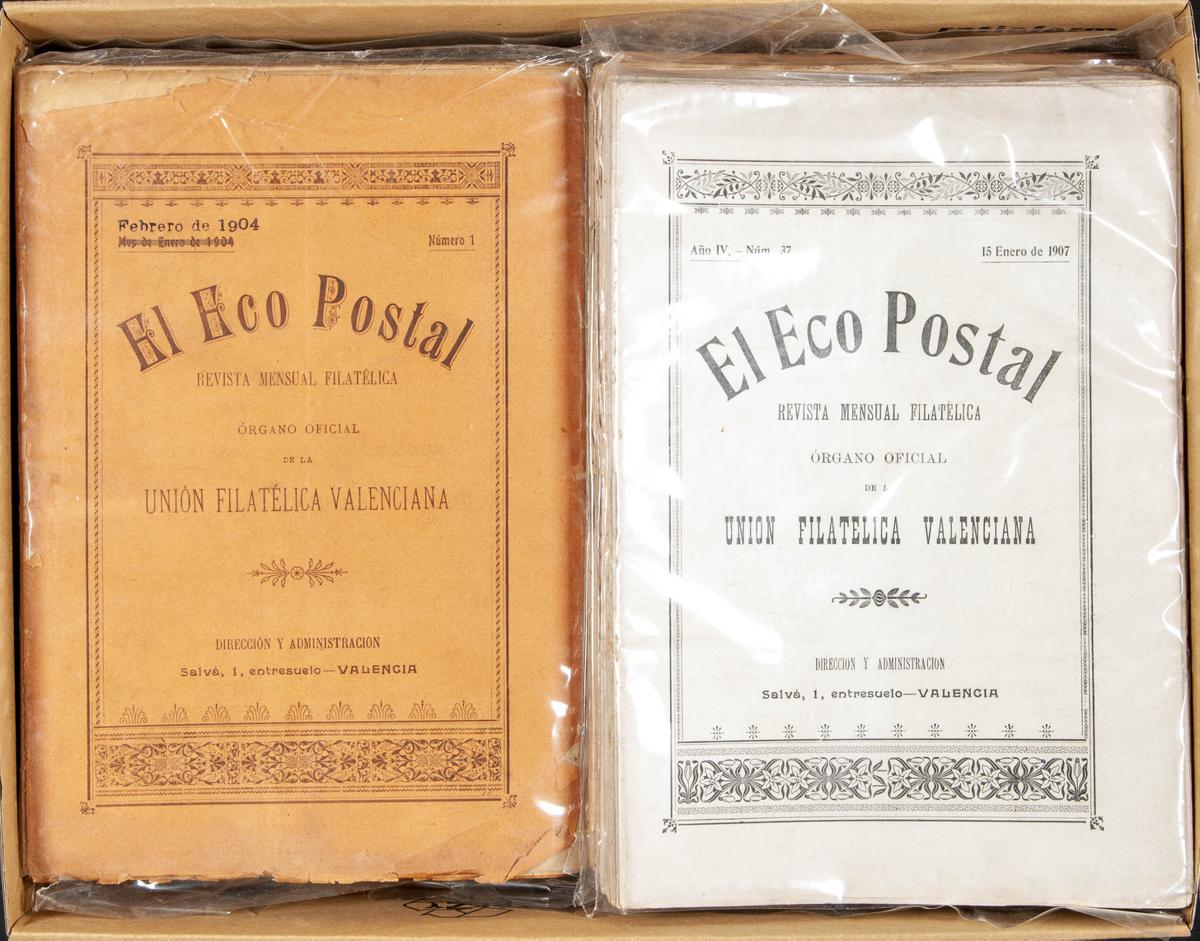 Febrero de 1904
Mes de Enero de 1904
Número 1
El Eco Postal
REVISTA MENSUAL FILATÉLICA
ÓRGANO OFICIAL
DE LA
UNIÓN FILATÉLICA VALENCIANA
DIRECCIÓN Y ADMINISTRACIÓN
Salvá, 1, entresuelo—VALENCIA
Año IV. – Núm. 37
15 Enero de 1907
El Eco Postal
REVISTA MENSUAL FILATÈLICA
ÓRGANO OFICIAL
DE L
UNION FILATELICA VALENCIANA
DIRECCION Y ADMINISTRACION
Salvá, 1, entresuelo—VALENCIA